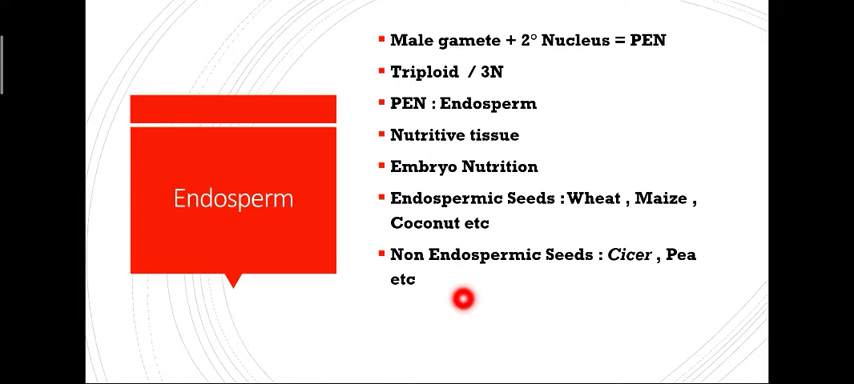 Endosperm
Male gamete + 2° Nucleus = PEN
Triploid / 3N
PEN : Endosperm
Nutritive tissue
Embryo Nutrition
Endospermic Seeds : Wheat , Maize ,
Coconut etc
Non Endospermic Seeds : Cicer , Pea
etc